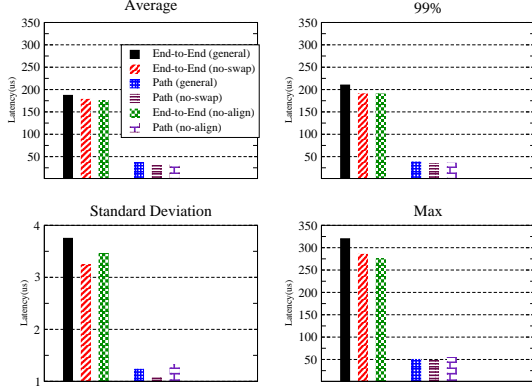 Average
350
300
250
200
150
100
50
Latency(us)
End-to-End (general)
End-to-End (no-swap)
Path (general)
Path (no-swap)
End-to-End (no-align)
Path (no-align)
99%
350
300
250
200
150
100
50
Latency(us)
Standard Deviation
4
3
2
1
Latency(us)
Max
350
300
250
200
150
100
50
Latency(us)